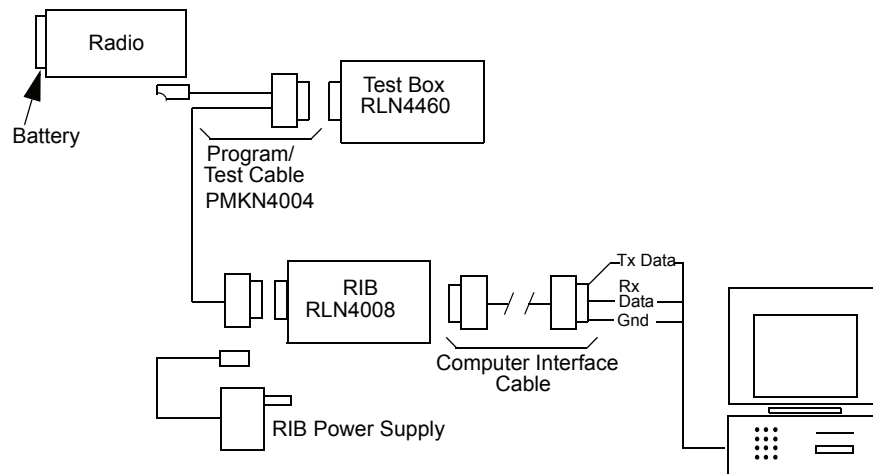 Radio
Battery
Test Box
RLN4460
Program/
Test Cable
PMKN4004
RIB
RLN4008
Tx Data
Rx
Data
Gnd
Computer Interface
Cable
RIB Power Supply